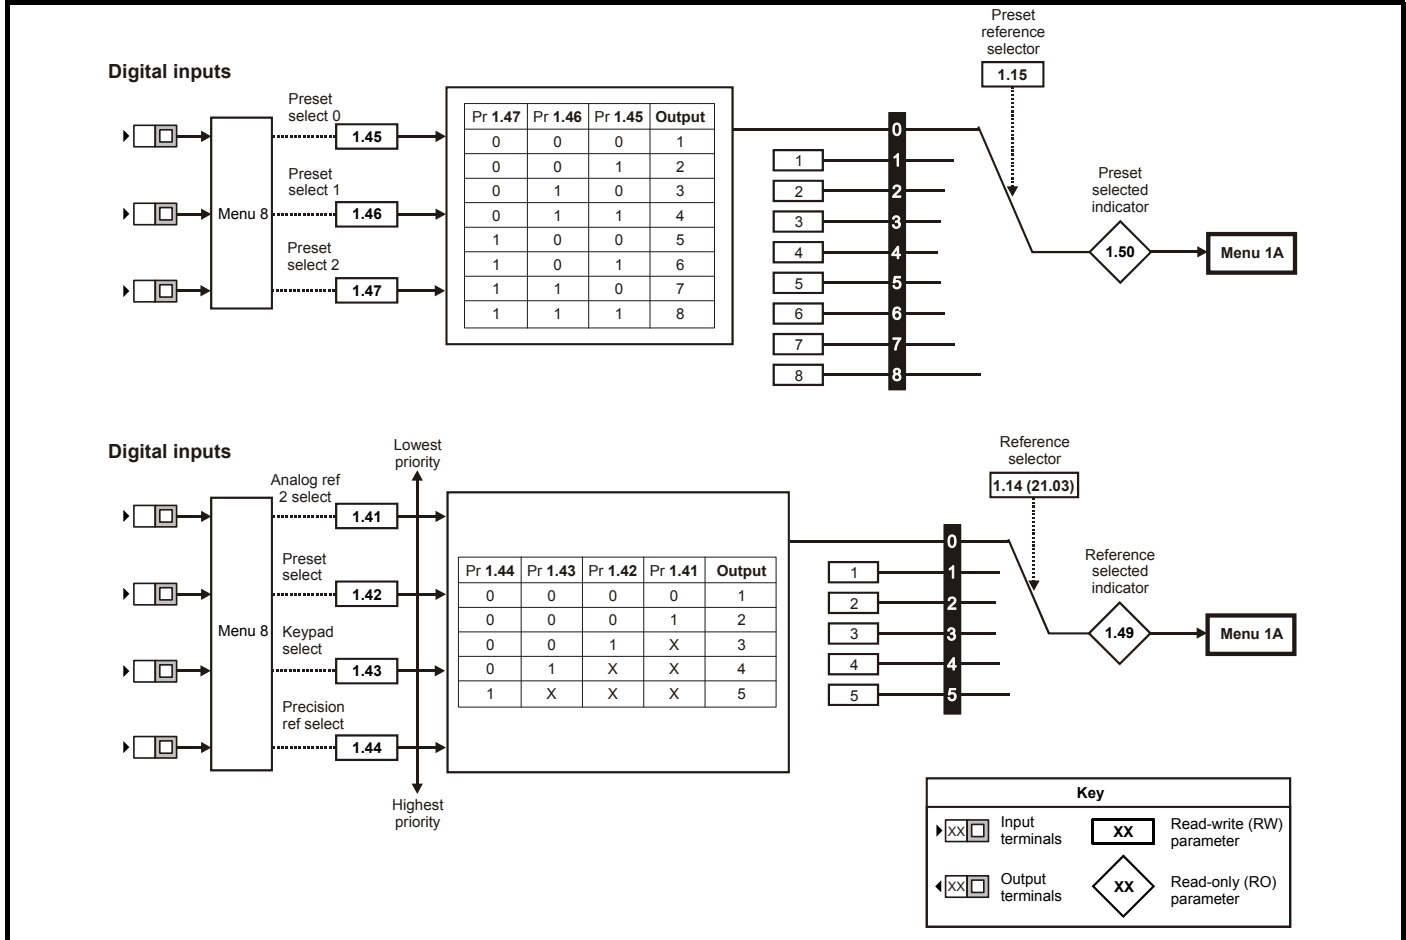 Preset
reference
selector
1.15
Digital inputs
Preset
select 0
1.45
Preset
select 1
1.46
Menu 8
Preset
select 2
1.47
Pr 1.47 Pr 1.46 Pr 1.45 Output
0 0 0 1
0 0 1 2
0 1 0 3
0 1 1 4
1 0 0 5
1 0 1 6
1 1 0 7
1 1 1 8
0
1 1
2 2
3 3
4 4
5 5
6 6
7 7
8 8
Preset
selected
indicator
1.50
Menu 1A
Digital inputs
Lowest
priority
Analog ref
2 select
1.41
Preset
select
1.42
Menu 8
Keypad
select
1.43
Precision
ref select
1.44
Highest
priority
Pr 1.44 Pr 1.43 Pr 1.42 Pr 1.41 Output
0 0 0 0 1
0 0 0 1 2
0 0 1 X 3
0 1 X X 4
1 X X X 5
Reference
selector
1.14 (21.03)
0
1 1
2 2
3 3
4 4
5 5
Reference
selected
indicator
1.49
Menu 1A
Key
XX Input
terminals
XX Read-write (RW)
parameter
XX Output
terminals
XX Read-only (RO)
parameter